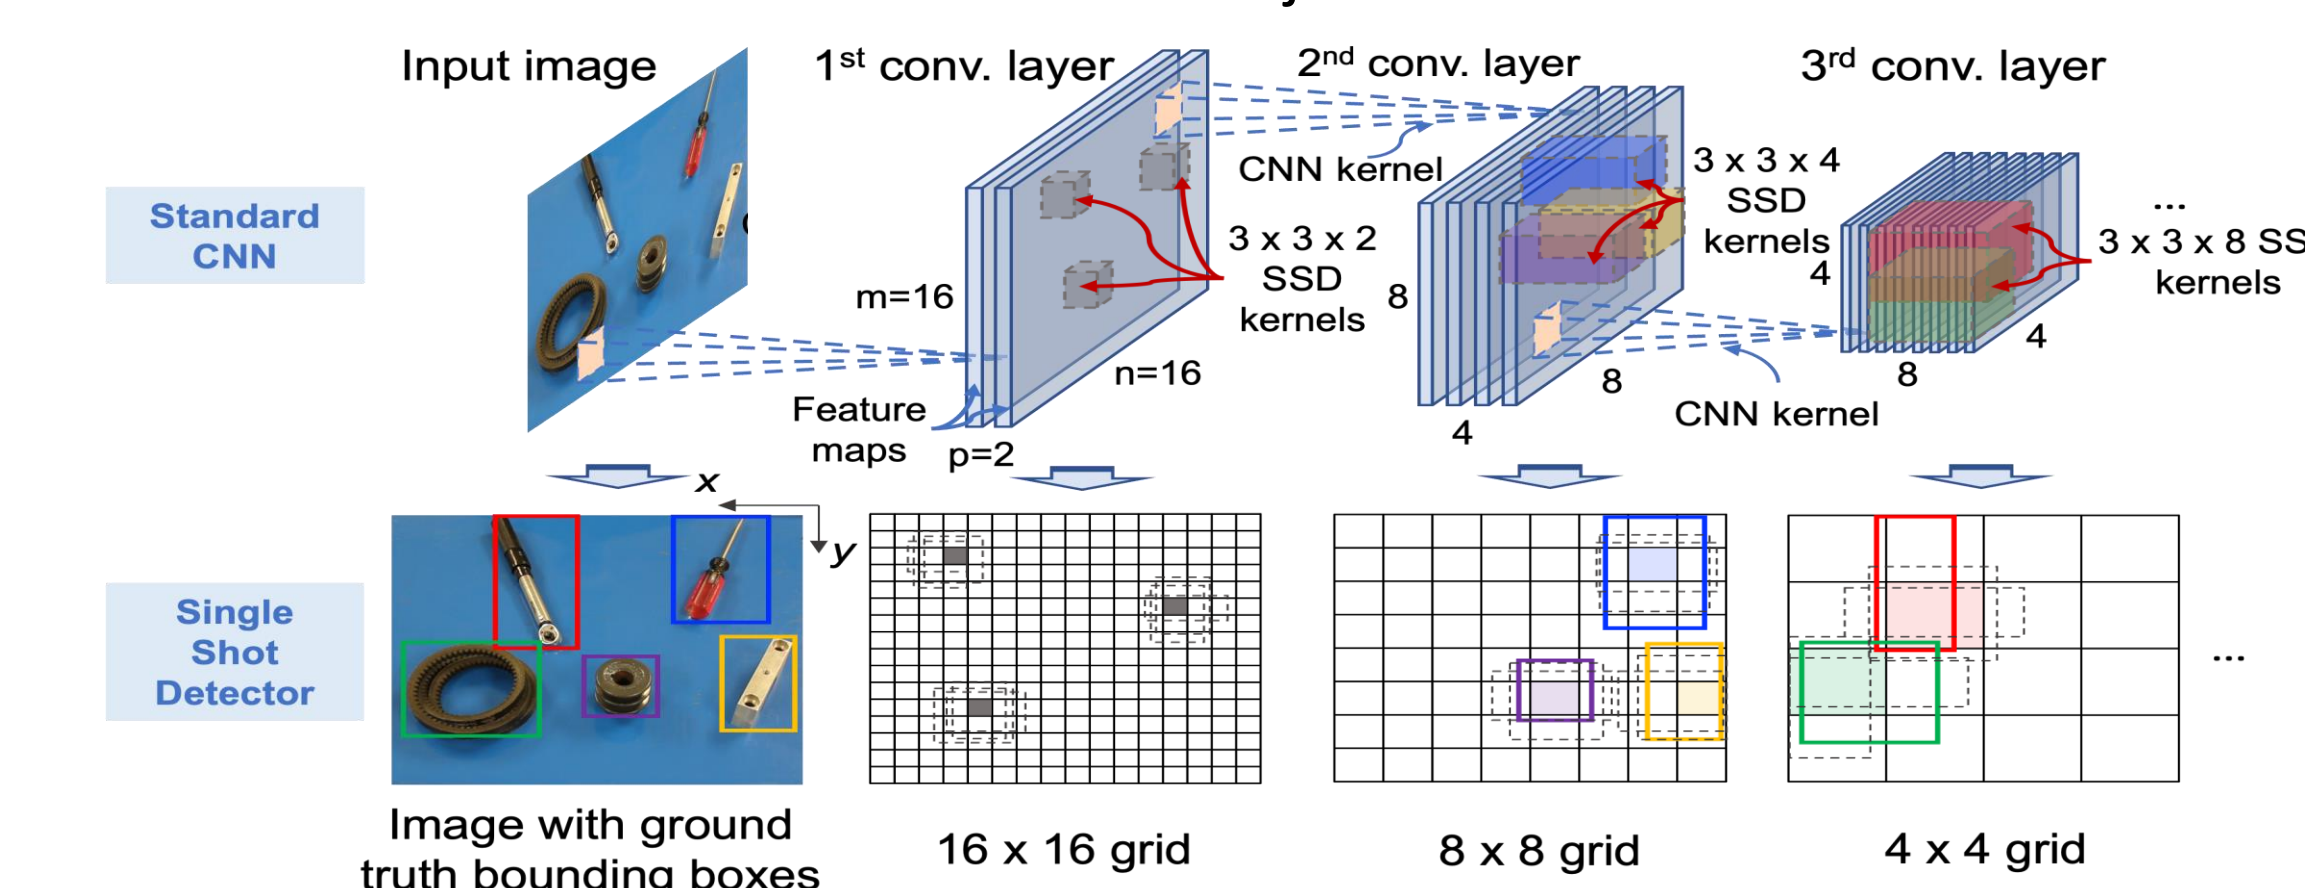 Input image
1st conv. layer
2nd conv. layer
3rd conv. layer
Standard
CNN
CNN kernel
3 x 3 x 2
SSD
kernels
3 x 3 x 4
SSD
kernels
...
3 x 3 x 8 SS
kernels
m=16
n=16
p=2
Feature
maps
8
8
4
CNN kernel
4
4
8
x
y
Single
Shot
Detector
...
Image with ground
truth bounding boxes
16 x 16 grid
8 x 8 grid
4 x 4 grid